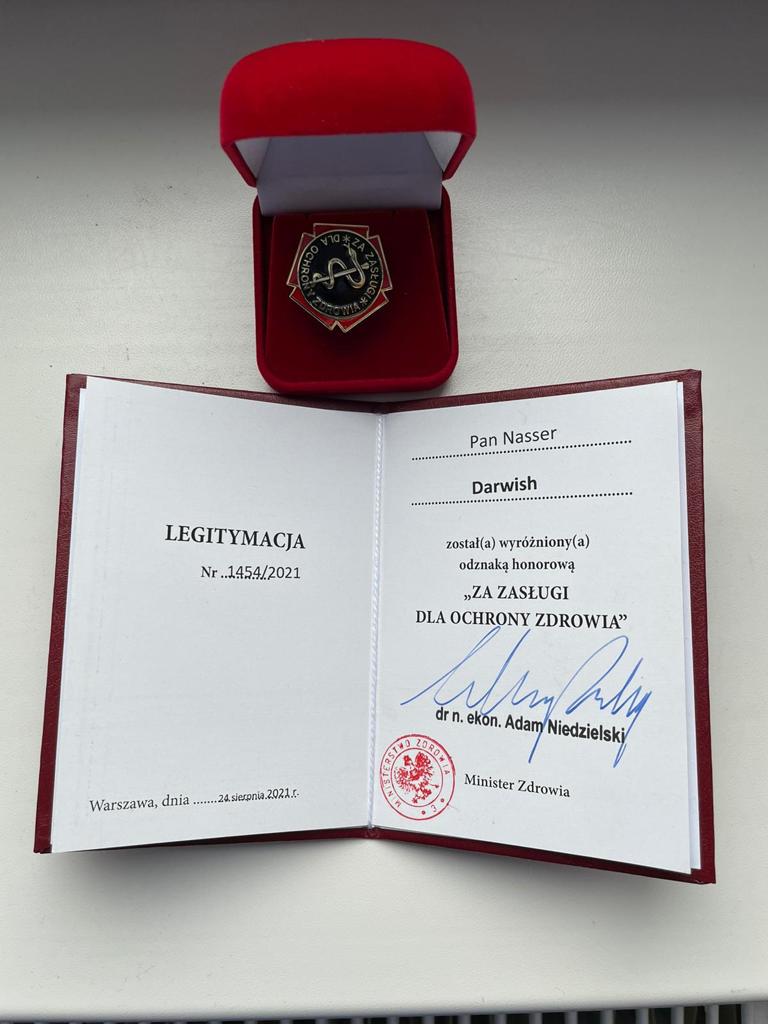 ZA ZASŁUGI * DLA OCHRONY ZDROWIA *
LEGITYMACJA
Nr ..1454/2021
Warszawa, dnia .......24 sierpnia 2021 r.
Pan Nasser
Darwish
został(a) wyróżniony(a)
odznaką honorową
„ZA ZASŁUGI
DLA OCHRONY ZDROWIA”
dr n. ekon. Adam Niedzielski
MINISTERSTWO ZDROWIA * 3 *
Minister Zdrowia